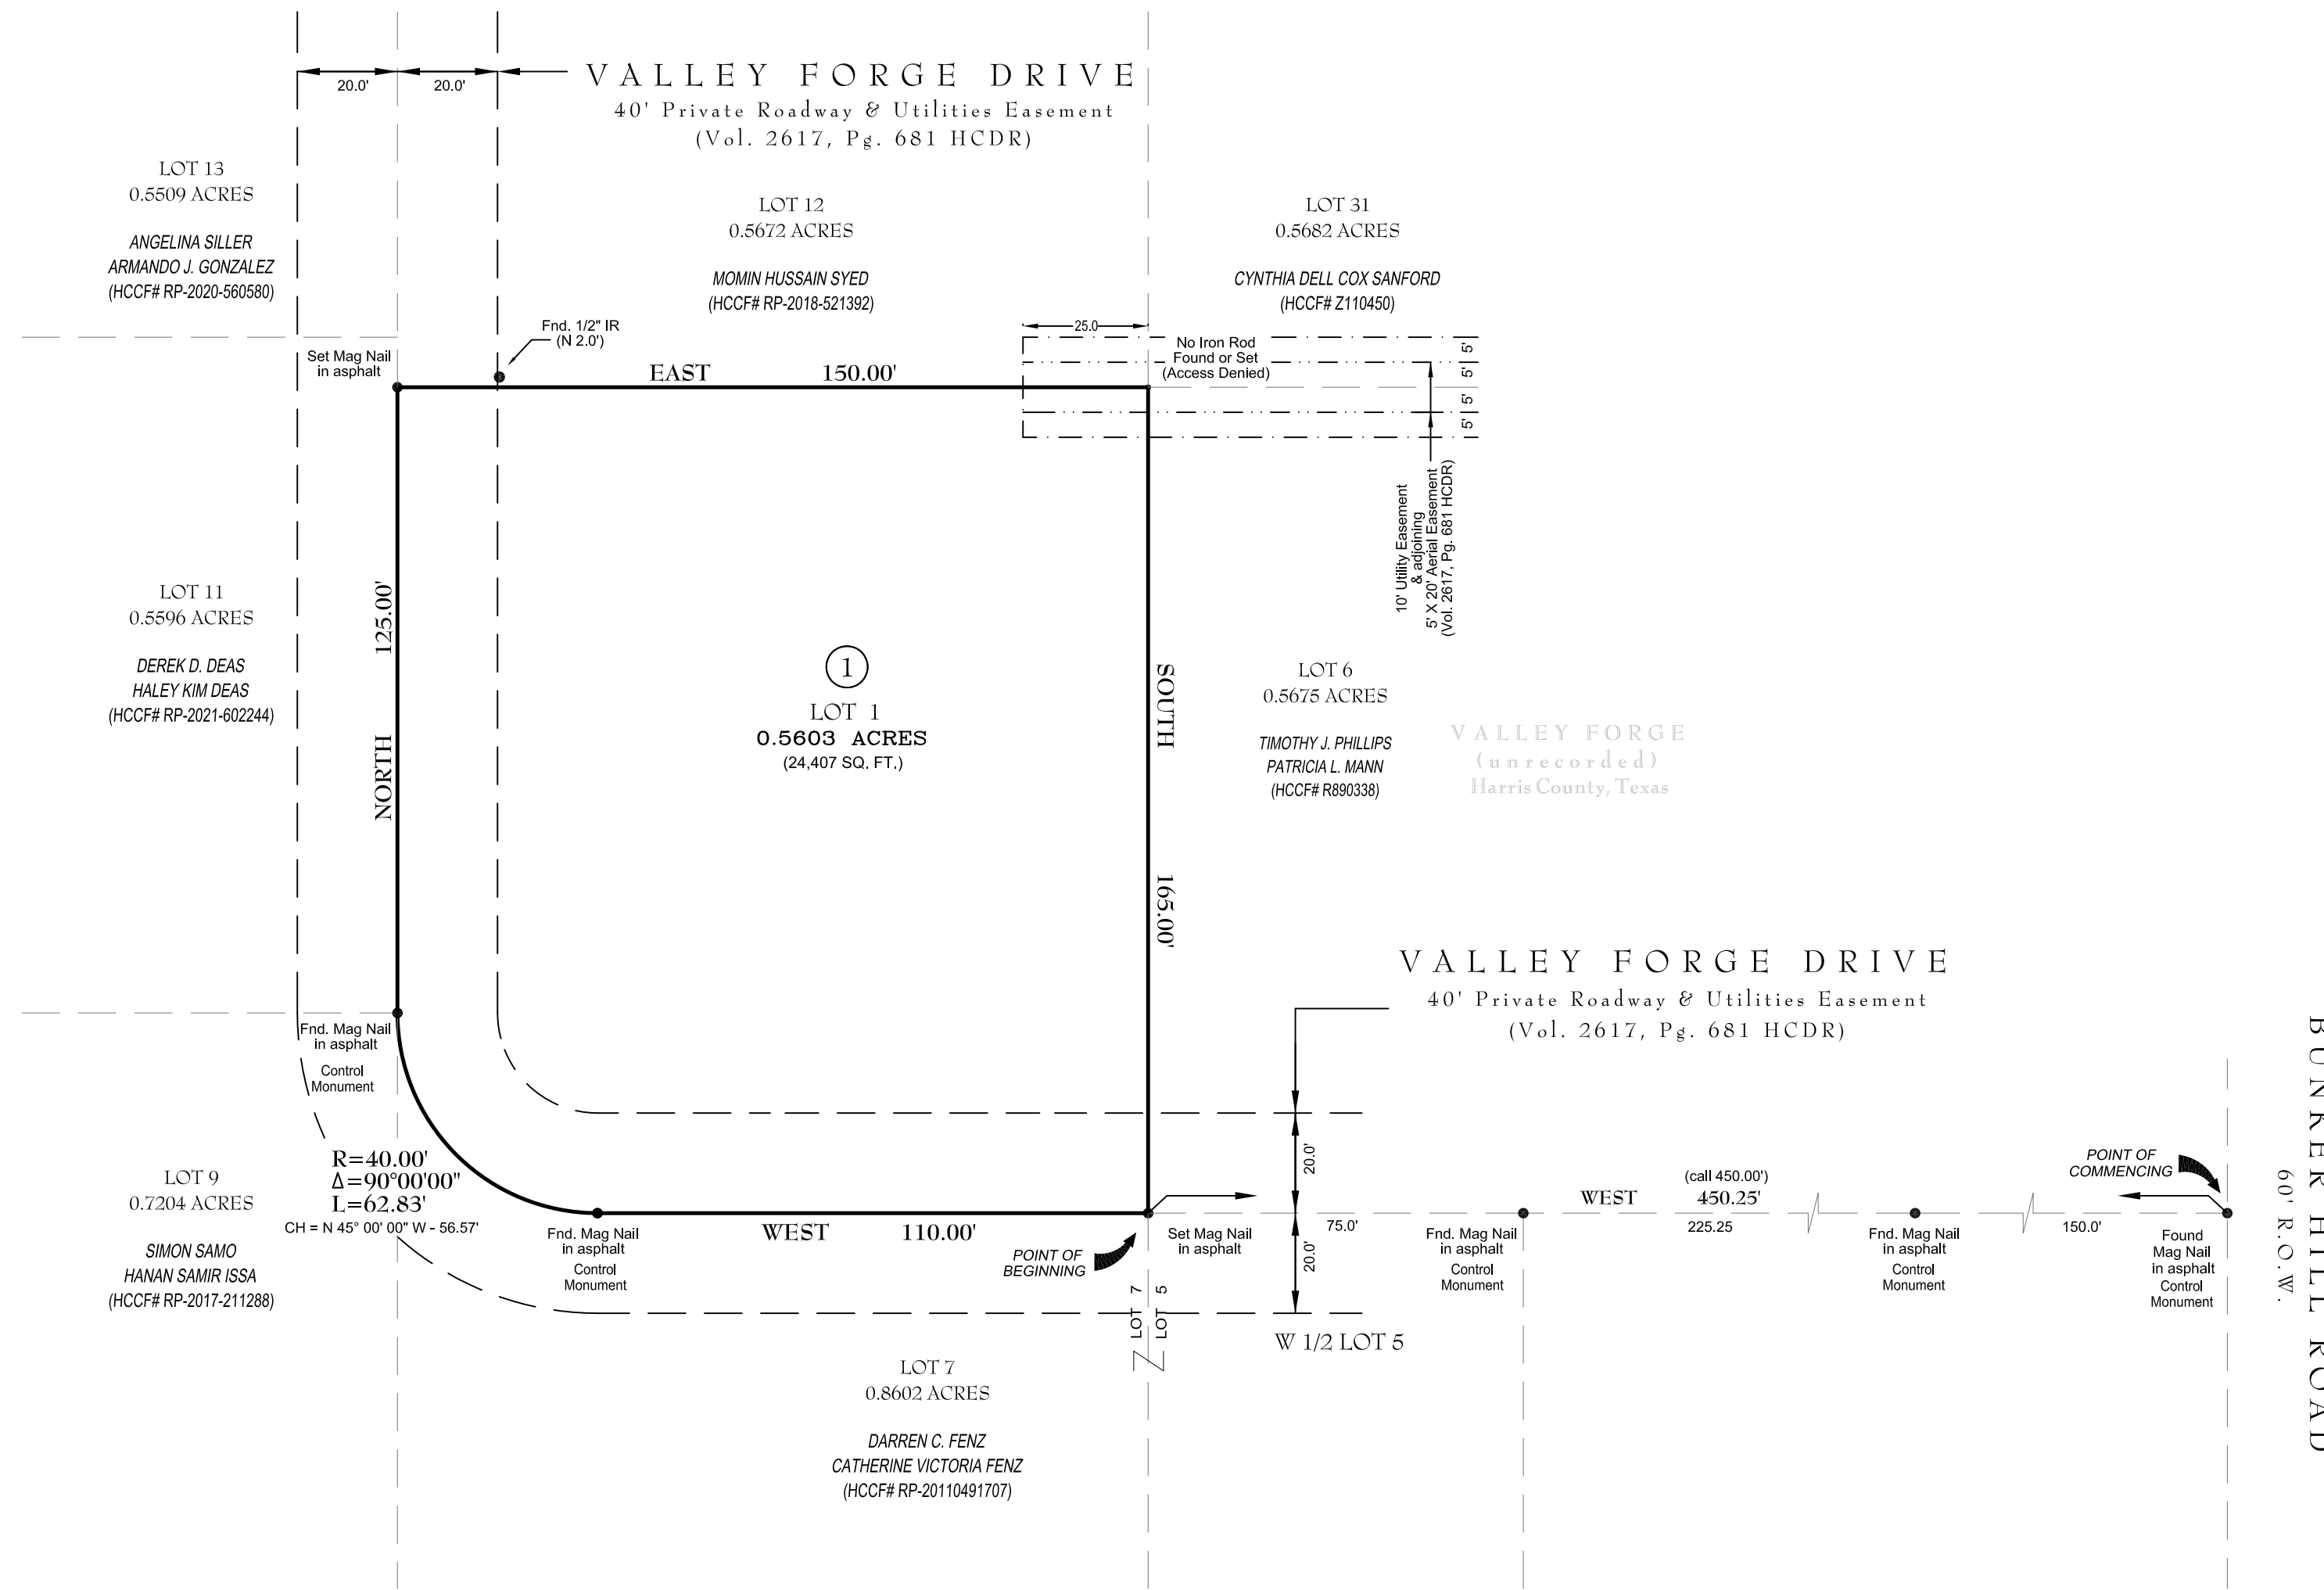 VALLEY FORGE DRIVE
40' Private Roadway & Utilities Easement
(Vol. 2617, Pg. 681 HCDR)
20.0'
20.0'
LOT 13
0.5509 ACRES
ANGELINA SILLER
ARMANDO J. GONZALEZ
(HCCF# RP-2020-560580)
LOT 12
0.5672 ACRES
MOMIN HUSSAIN SYED
(HCCF# RP-2018-521392)
LOT 31
0.5682 ACRES
CYNTHIA DELL COX SANFORD
(HCCF# Z110450)
Fnd. 1/2" IR
(N 2.0')
25.0
Set Mag Nail
in asphalt
No Iron Rod
Found or Set
(Access Denied)
5'
5'
5'
5'
EAST 150.00'
10' Utility Easement
& adjoining
5' X 20' Aerial Easement
(Vol. 2617, Pg. 681 HCDR)
LOT 11
0.5596 ACRES
DEREK D. DEAS
HALEY KIM DEAS
(HCCF# RP-2021-602244)
NORTH 125.00'
1
LOT 1
0.5603 ACRES
(24,407 SQ. FT.)
SOUTH 165.00'
LOT 6
0.5675 ACRES
TIMOTHY J. PHILLIPS
PATRICIA L. MANN
(HCCF# R890338)
VALLEY FORGE
(unrecorded)
Harris County, Texas
VALLEY FORGE DRIVE
40' Private Roadway & Utilities Easement
(Vol. 2617, Pg. 681 HCDR)
BUNKER HILL ROAD
60' R.O.W.
Fnd. Mag Nail
in asphalt
Control
Monument
R=40.00'
Δ=90°00'00"
L=62.83'
CH = N 45° 00' 00" W - 56.57'
LOT 9
0.7204 ACRES
SIMON SAMO
HANAN SAMIR ISSA
(HCCF# RP-2017-211288)
Fnd. Mag Nail
in asphalt
Control
Monument
WEST 110.00'
POINT OF
BEGINNING
Set Mag Nail
in asphalt
20.0'
20.0'
75.0'
Fnd. Mag Nail
in asphalt
Control
Monument
(call 450.00')
WEST 450.25'
225.25
Fnd. Mag Nail
in asphalt
Control
Monument
150.0'
POINT OF
COMMENCING
Found
Mag Nail
in asphalt
Control
Monument
LOT 7
LOT 5
W 1/2 LOT 5
LOT 7
0.8602 ACRES
DARREN C. FENZ
CATHERINE VICTORIA FENZ
(HCCF# RP-20110491707)